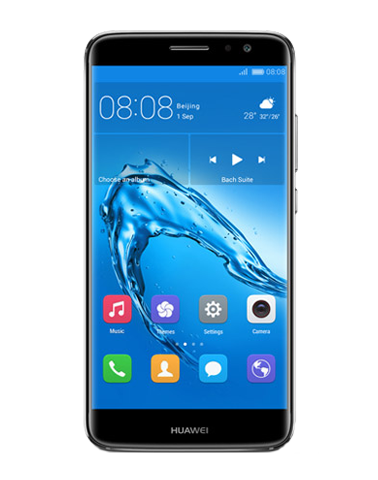 08:08
08:08
Beijing
1 Sep
28° 32°/26°
Choose an album
Bach Suite
Music
Themes
Settings
Camera
HUAWEI